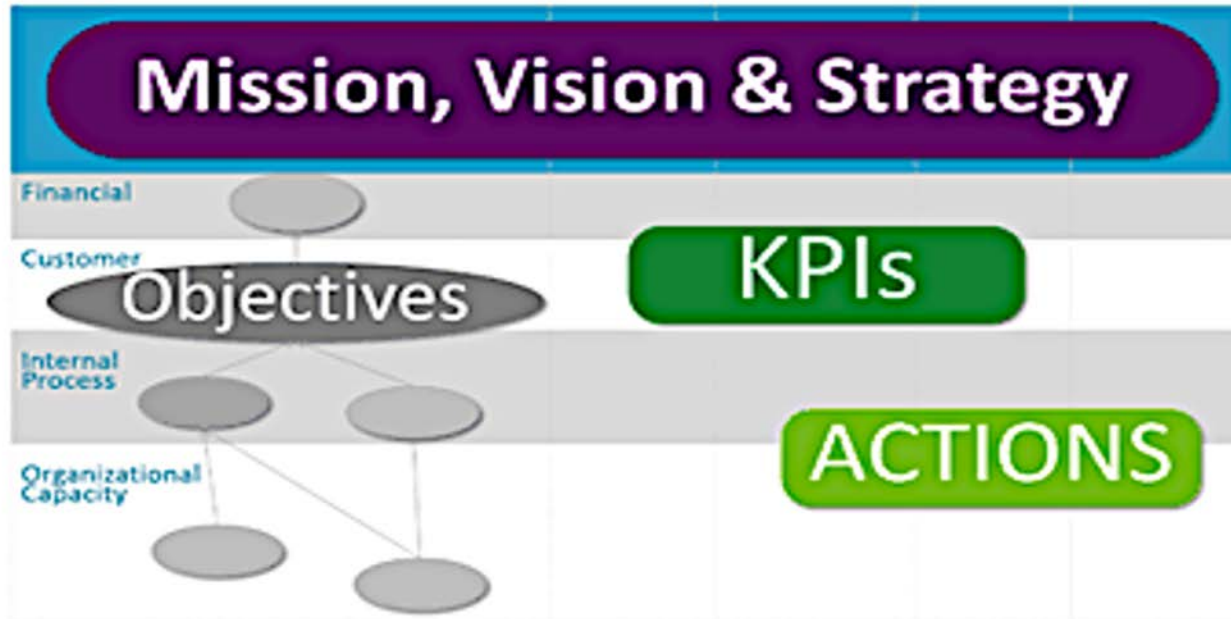 Mission, Vision & Strategy
Financial
Customer
Objectives
KPIs
Internal
Process
ACTIONS
Organizational
Capacity